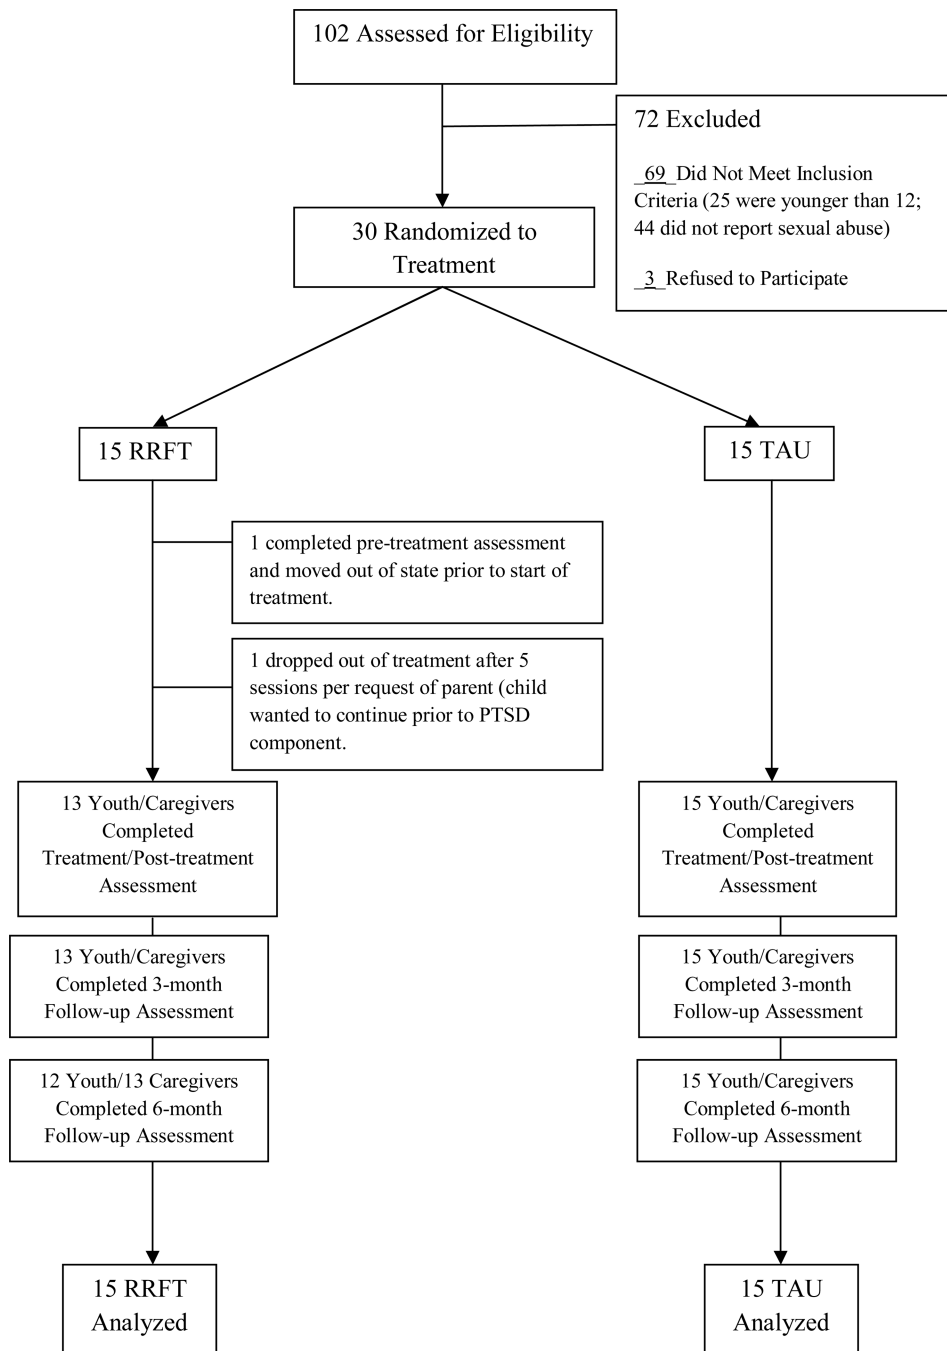 102 Assessed for Eligibility
72 Excluded
_69_Did Not Meet Inclusion
Criteria (25 were younger than 12;
44 did not report sexual abuse)
_3_Refused to Participate
30 Randomized to
Treatment
15 RRFT
15 TAU
1 completed pre-treatment assessment
and moved out of state prior to start of
treatment.
1 dropped out of treatment after 5
sessions per request of parent (child
wanted to continue prior to PTSD
component.
13 Youth/Caregivers
Completed
Treatment/Post-treatment
Assessment
15 Youth/Caregivers
Completed
Treatment/Post-treatment
Assessment
13 Youth/Caregivers
Completed 3-month
Follow-up Assessment
15 Youth/Caregivers
Completed 3-month
Follow-up Assessment
12 Youth/13 Caregivers
Completed 6-month
Follow-up Assessment
15 Youth/Caregivers
Completed 6-month
Follow-up Assessment
15 RRFT
Analyzed
15 TAU
Analyzed